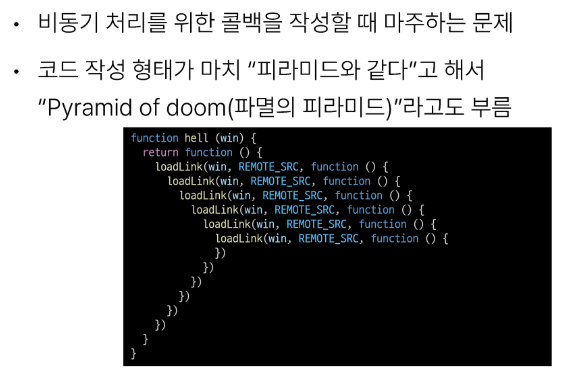 • 비동기 처리를 위한 콜백을 작성할 때 마주하는 문제
• 코드 작성 형태가 마치 “피라미드와 같다”고 해서
“Pyramid of doom(파멸의 피라미드)”라고도 부름
function hell (win) {
  return function () {
    loadLink(win, REMOTE_SRC, function () {
      loadLink(win, REMOTE_SRC, function () {
        loadLink(win, REMOTE_SRC, function () {
          loadLink(win, REMOTE_SRC, function () {
            loadLink(win, REMOTE_SRC, function () {
              loadLink(win, REMOTE_SRC, function () {
              })
            })
          })
        })
      })
    })
  }
}